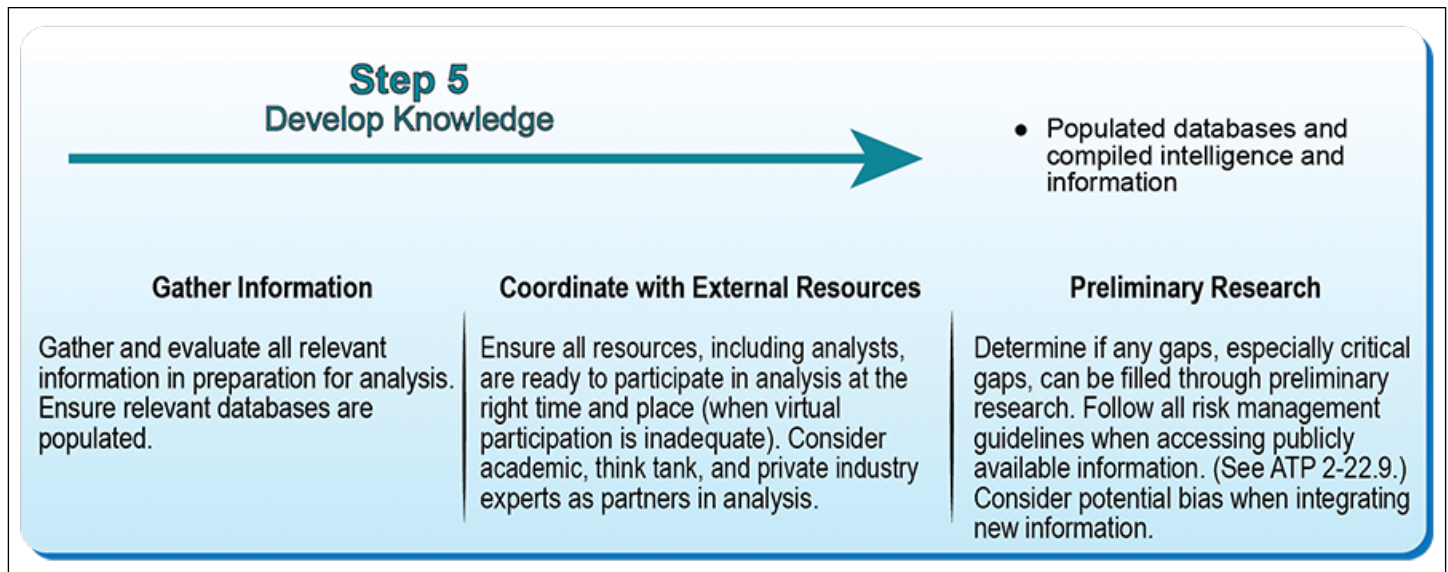 Step 5
Develop Knowledge
● Populated databases and
compiled intelligence and
information
Gather Information
Gather and evaluate all relevant
information in preparation for analysis.
Ensure relevant databases are
populated.
Coordinate with External Resources
Ensure all resources, including analysts,
are ready to participate in analysis at the
right time and place (when virtual
participation is inadequate). Consider
academic, think tank, and private industry
experts as partners in analysis.
Preliminary Research
Determine if any gaps, especially critical
gaps, can be filled through preliminary
research. Follow all risk management
guidelines when accessing publicly
available information. (See ATP 2-22.9.)
Consider potential bias when integrating
new information.